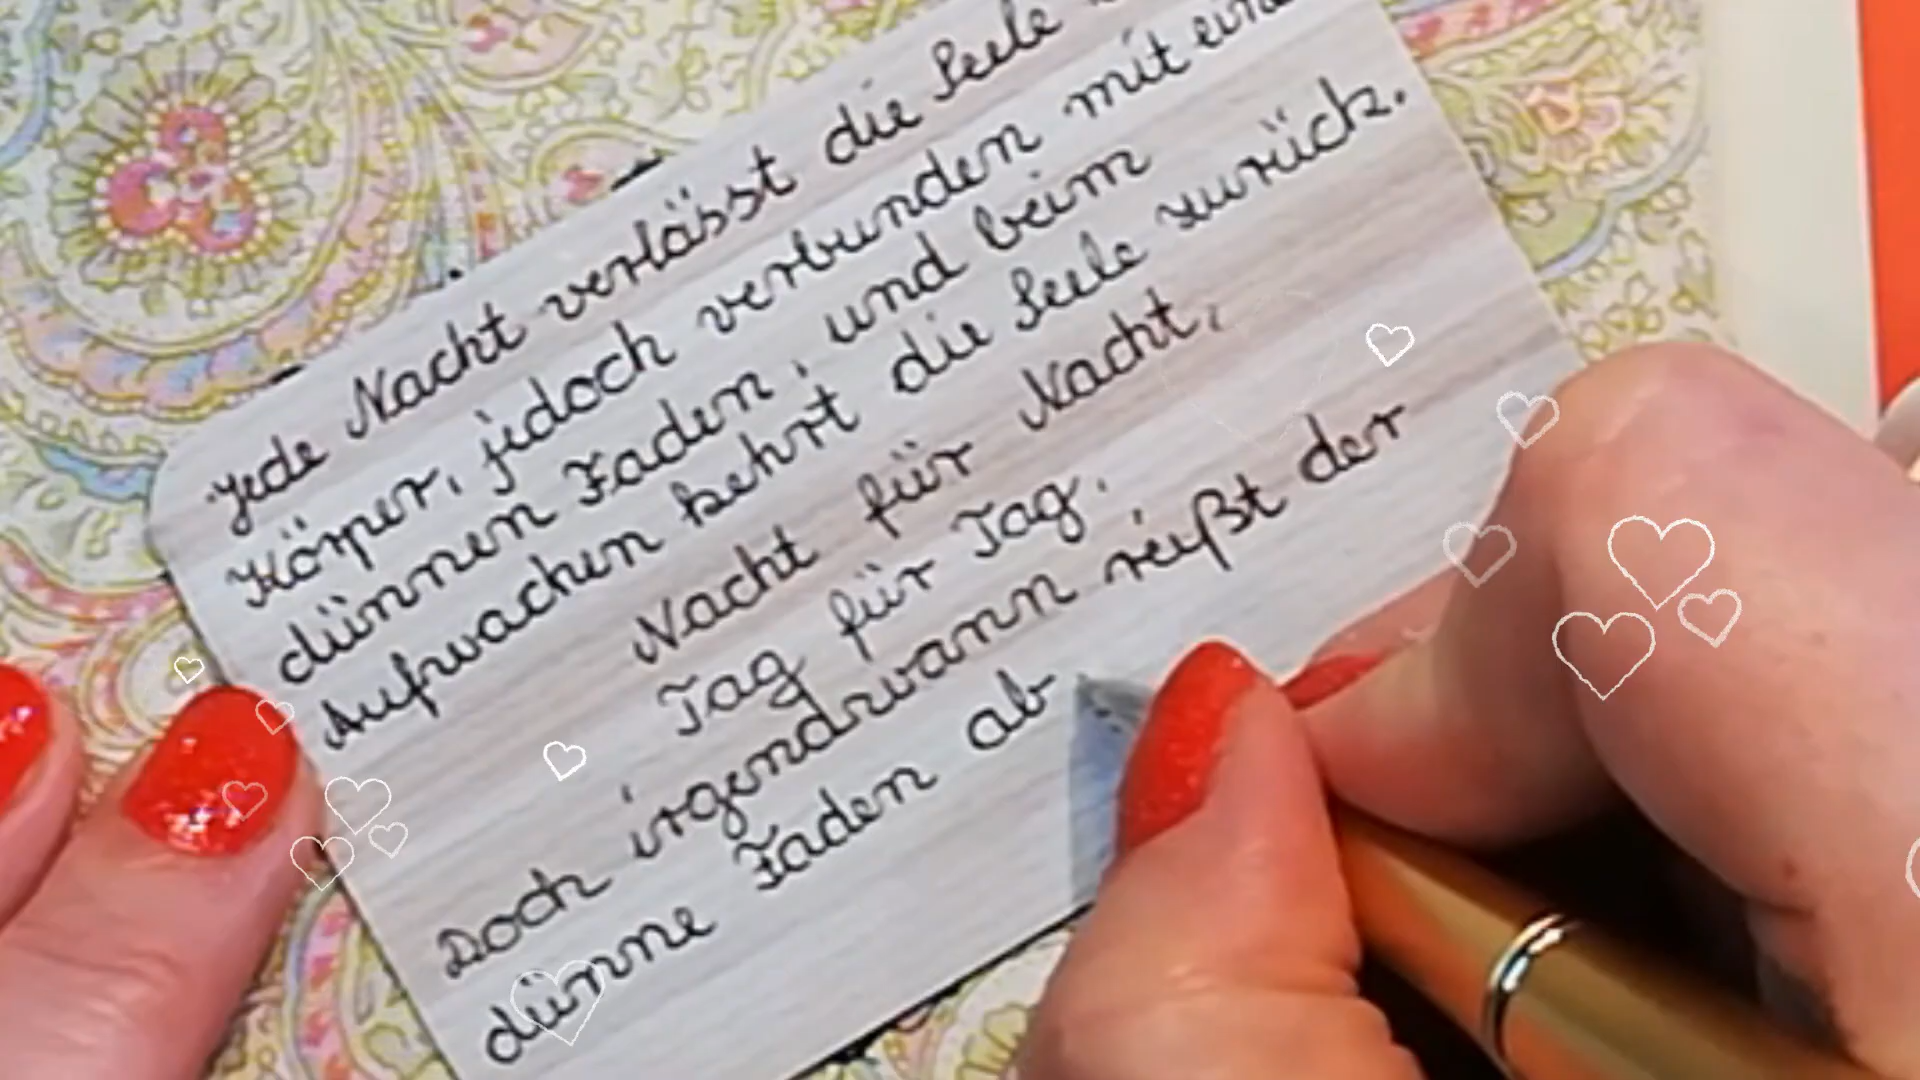 Jede Nacht verlässt die Seele
Körper, jedoch verbunden mit
dünnen Faden, und beim
Aufwachen kehrt die Seele zurück.
Nacht für Nacht,
Tag für Tag.
Doch irgendwann reißt der
dünne Faden ab